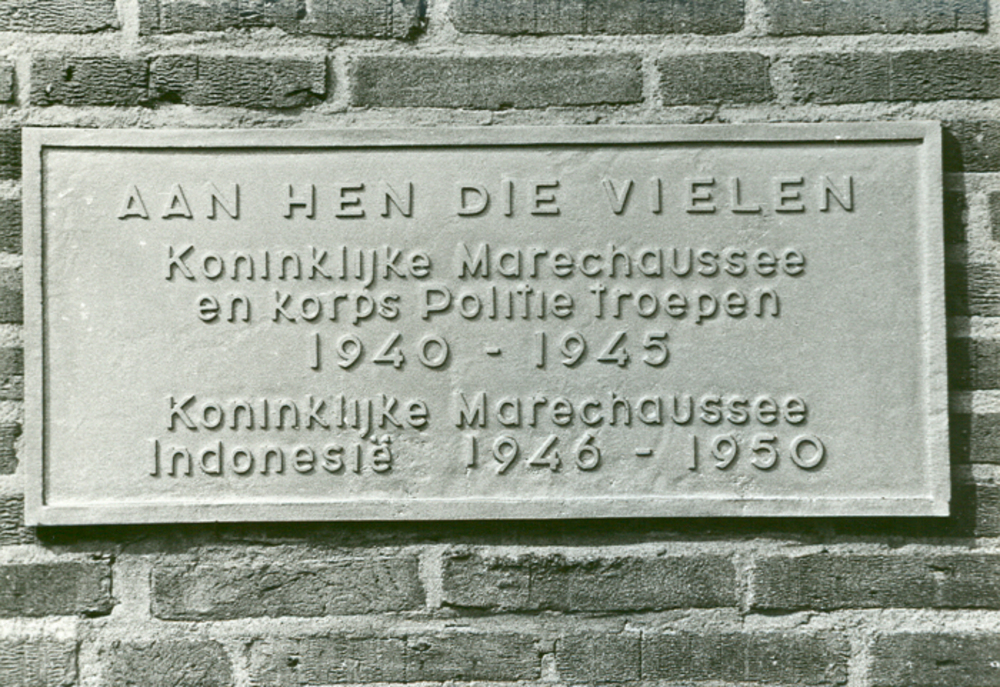 AAN HEN DIE VIELEN
Koninklijke Marechaussee
en korps Politie troepen
1940 - 1945
Koninklijke Marechaussee
Indonesië 1946 - 1950